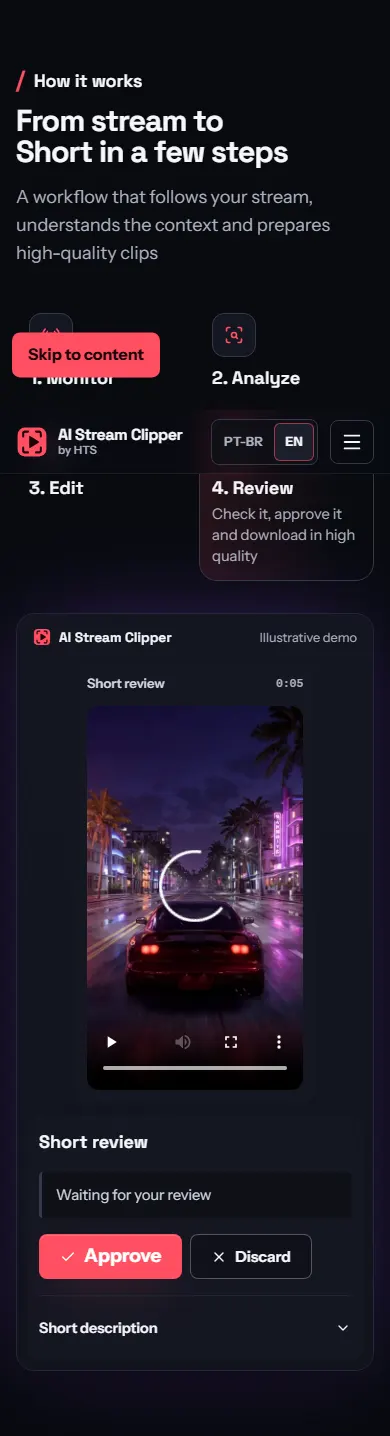 / How it works
From stream to
Short in a few steps
A workflow that follows your stream,
understands the context and prepares
high-quality clips
Skip to content
1. Monitor
2. Analyze
AI Stream Clipper
by HTS
PT-BR
EN
3. Edit
4. Review
Check it, approve it
and download in high
quality
AI Stream Clipper
Illustrative demo
Short review
0:05
Short review
Waiting for your review
Approve
Discard
Short description